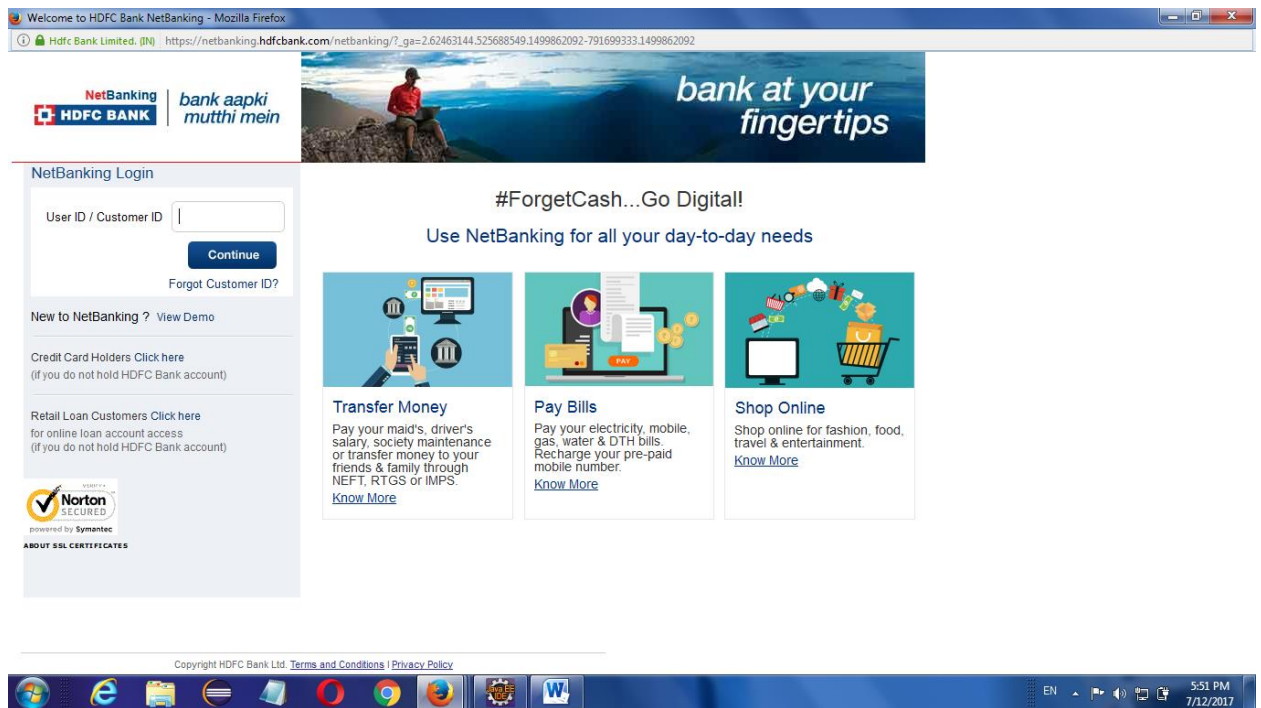 Welcome to HDFC Bank NetBanking - Mozilla Firefox
Hdfc Bank Limited. (IN) https://netbanking.hdfcbank.com/netbanking/?_ga=2.62463144.525688549.1499862092-791699333.1499862092
NetBanking
HDFC BANK
bank aapki
mutthi mein
bank at your
fingertips
NetBanking Login
User ID / Customer ID
Continue
Forgot Customer ID?
New to NetBanking ? View Demo
Credit Card Holders Click here
(if you do not hold HDFC Bank account)
Retail Loan Customers Click here
for online loan account access
(if you do not hold HDFC Bank account)
Norton
SECURED
powered by Symantec
ABOUT SSL CERTIFICATES
#ForgetCash...Go Digital!
Use NetBanking for all your day-to-day needs
Transfer Money
Pay your maid's, driver's
salary, society maintenance
or transfer money to your
friends & family through
NEFT, RTGS or IMPS.
Know More
PAY
Pay Bills
Pay your electricity, mobile,
gas, water & DTH bills.
Recharge your pre-paid
mobile number.
Know More
Shop Online
Shop online for fashion, food,
travel & entertainment.
Know More
Copyright HDFC Bank Ltd. Terms and Conditions | Privacy Policy
Java EE
IDE
W
EN
5:51 PM
7/12/2017